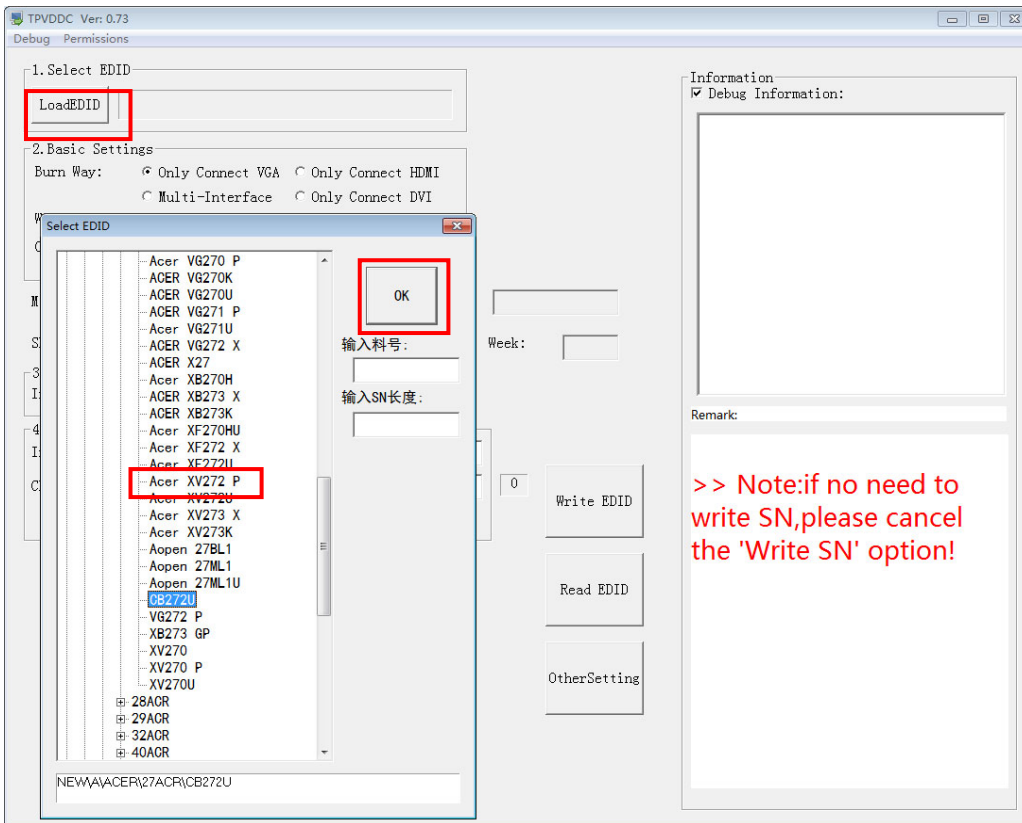 TPVDDC Ver: 0.73
Debug Permissions
1.Select EDID
LoadEDID
2.Basic Settings
Burn Way: Only Connect VGA Only Connect HDMI
Multi-Interface Only Connect DVI
Select EDID
Acer VG270 P
ACER VG270K
ACER VG270U
ACER VG271 P
Acer VG271U
ACER VG272 X
ACER X27
Acer XB270H
ACER XB273 X
ACER XB273K
Acer XF270HU
Acer XF272 X
Acer XF272U
Acer XV272 P
Acer XV272U
Acer XV273 X
Acer XV273K
Aopen 27BL1
Aopen 27ML1
Aopen 27ML1U
CB272U
VG272 P
XB273 GP
XV270
XV270 P
XV270U
28ACR
29ACR
32ACR
40ACR
OK
输入料号:
输入SN长度:
NEW\A\ACER\27ACR\CB272U
Week:
0
Write EDID
Read EDID
OtherSetting
Information
Debug Information:
Remark:
>> Note:if no need to
write SN,please cancel
the 'Write SN' option!